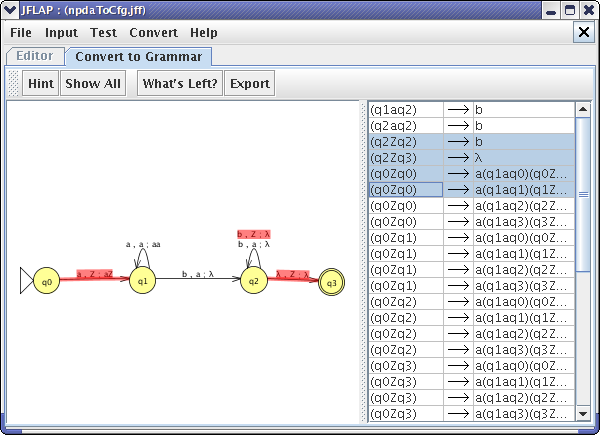 JFLAP : (npdaToCfg.jff)
File Input Test Convert Help
Editor Convert to Grammar
Hint Show All What's Left? Export
a , a ; aa
b , Z ; λ
b , a ; λ
a , Z ; aZ
b , a ; λ
λ , Z ; λ
q0
q1
q2
q3
(q1aq2) → b
(q2aq2) → b
(q2Zq2) → b
(q2Zq3) → λ
(q0Zq0) → a(q1aq0)(q0Z...
(q0Zq0) → a(q1aq1)(q1Z...
(q0Zq0) → a(q1aq2)(q2Z...
(q0Zq0) → a(q1aq3)(q3Z...
(q0Zq1) → a(q1aq0)(q0Z...
(q0Zq1) → a(q1aq1)(q1Z...
(q0Zq1) → a(q1aq2)(q2Z...
(q0Zq1) → a(q1aq3)(q3Z...
(q0Zq2) → a(q1aq0)(q0Z...
(q0Zq2) → a(q1aq1)(q1Z...
(q0Zq2) → a(q1aq2)(q2Z...
(q0Zq2) → a(q1aq3)(q3Z...
(q0Zq3) → a(q1aq0)(q0Z...
(q0Zq3) → a(q1aq1)(q1Z...
(q0Zq3) → a(q1aq2)(q2Z...
(q0Zq3) → a(q1aq3)(q3Z...